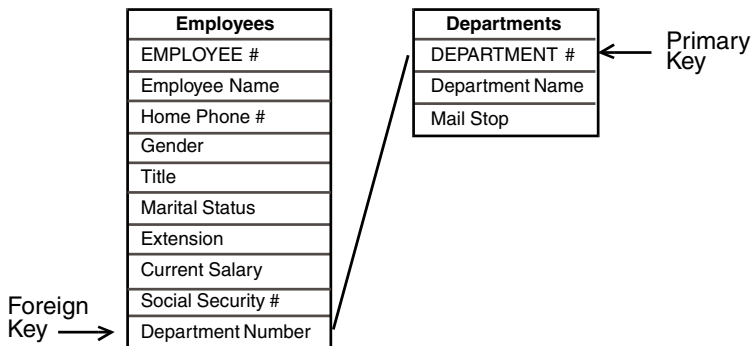 Employees
EMPLOYEE #
Employee Name
Home Phone #
Gender
Title
Marital Status
Extension
Current Salary
Social Security #
Department Number
Foreign
Key
Departments
DEPARTMENT #
Department Name
Mail Stop
Primary
Key